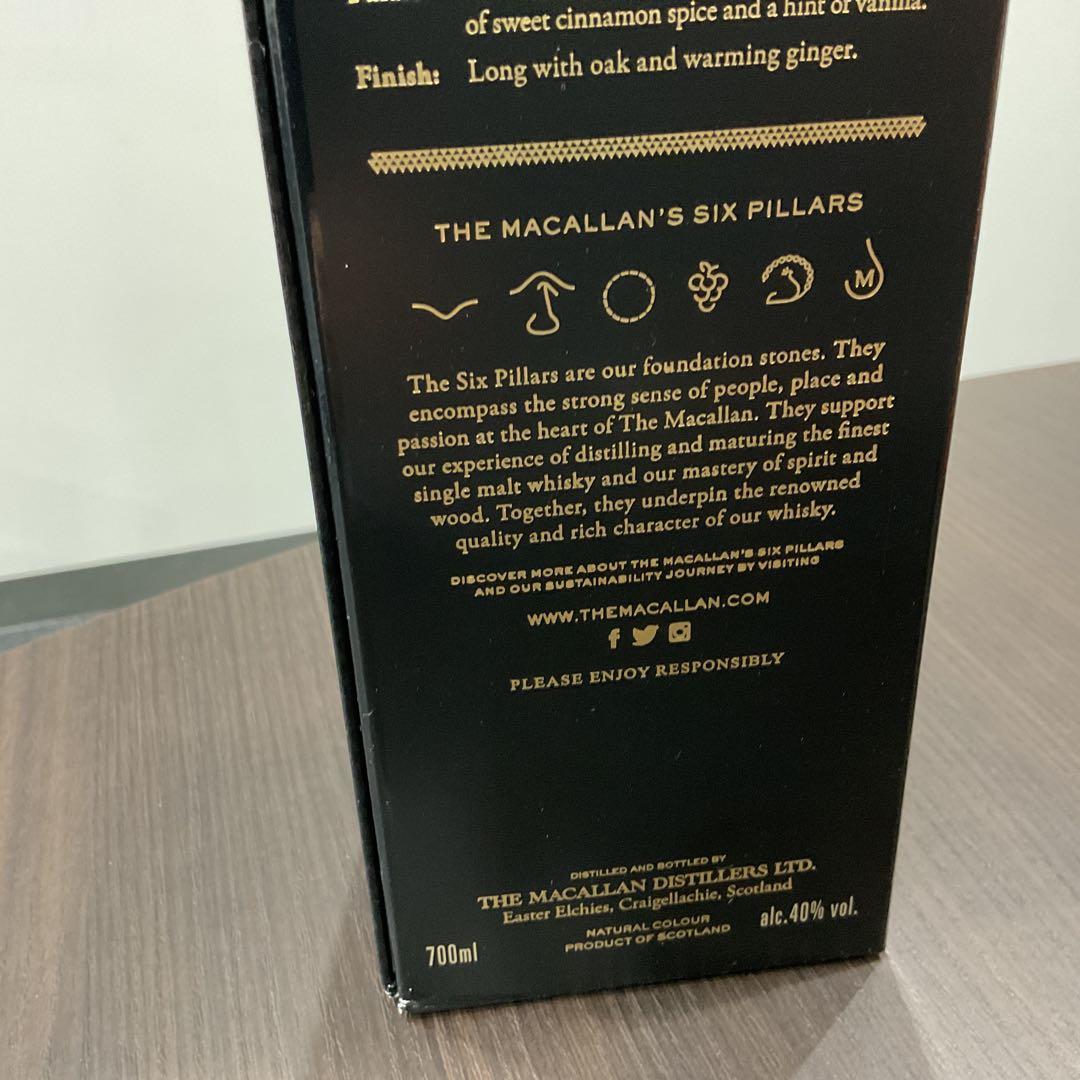 of sweet cinnamon spice and a hint of vanilla.
Finish: Long with oak and warming ginger.
THE MACALLAN'S SIX PILLARS
M
The Six Pillars are our foundation stones. They
encompass the strong sense of people, place and
passion at the heart of The Macallan. They support
our experience of distilling and maturing the finest
single malt whisky and our mastery of spirit and
wood. Together, they underpin the renowned
quality and rich character of our whisky.
DISCOVER MORE ABOUT THE MACALLAN'S SIX PILLARS
AND OUR SUSTAINABILITY JOURNEY BY VISITING
WWW.THEMACALLAN.COM
PLEASE ENJOY RESPONSIBLY
DISTILLED AND BOTTLED BY
THE MACALLAN DISTILLERS LTD.
Easter Elchies, Craigellachie, Scotland
NATURAL COLOUR
PRODUCT OF SCOTLAND
700ml
alc.40% vol.